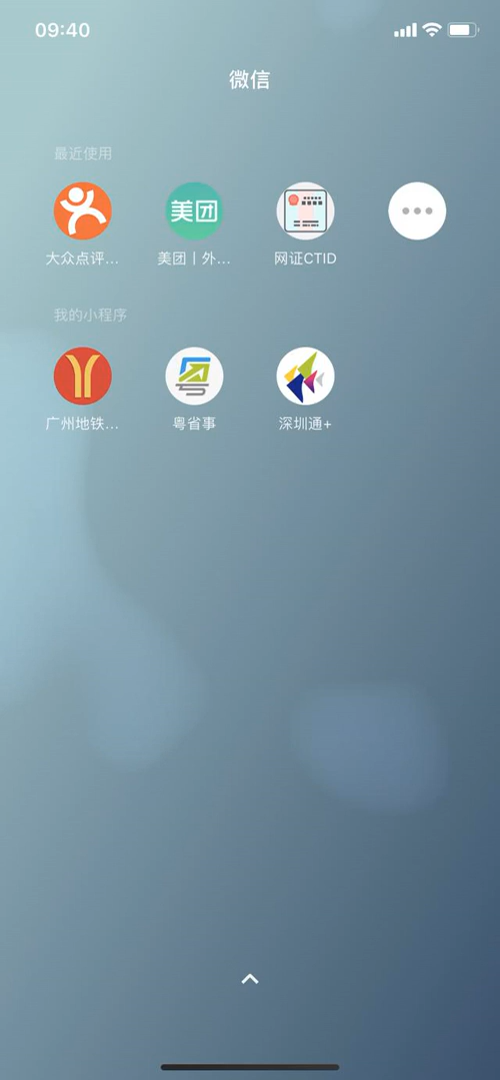 09:40
微信
最近使用
美团
大众点评...
美团丨外...
网证CTID
我的小程序
广州地铁...
粤省事
深圳通+